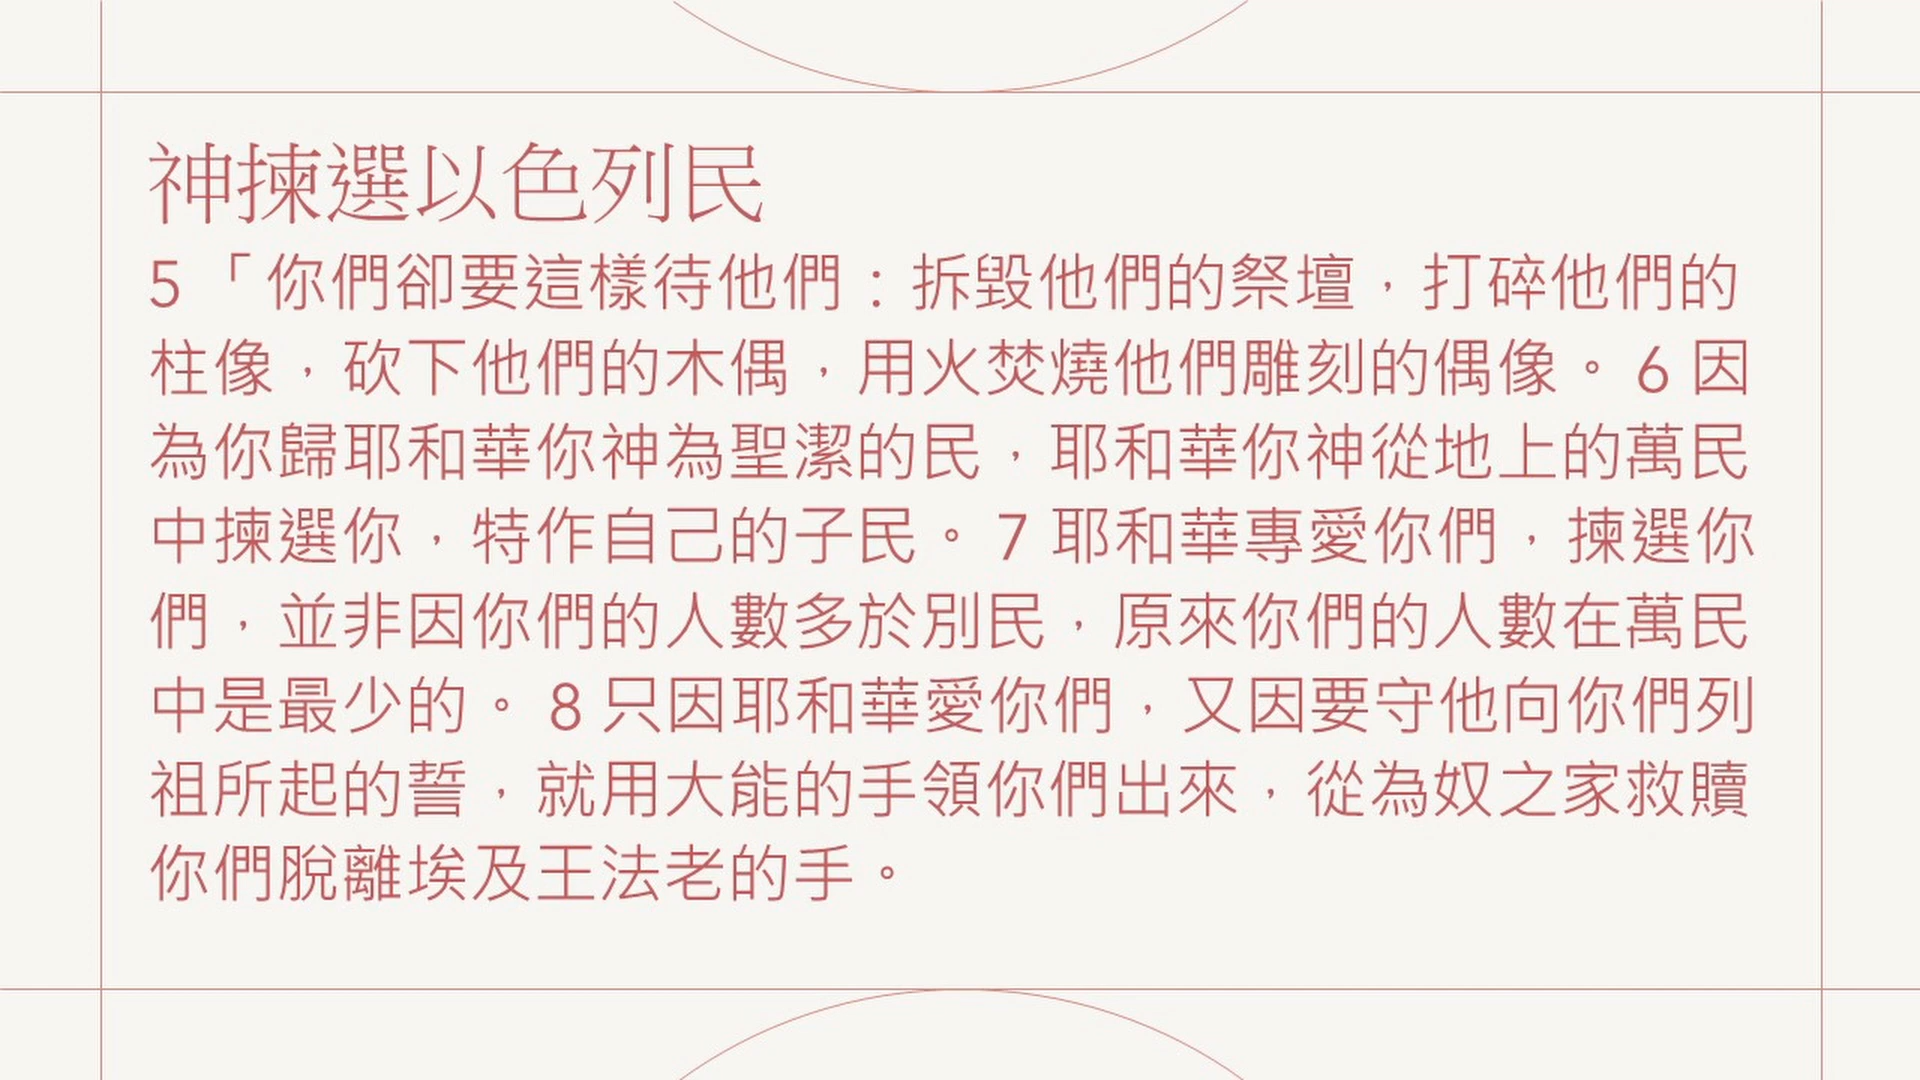 神揀選以色列民
5 「你們卻要這樣待他們：拆毀他們的祭壇，打碎他們的
柱像，砍下他們的木偶，用火焚燒他們雕刻的偶像。6 因
為你歸耶和華你神為聖潔的民，耶和華你神從地上的萬民
中揀選你，特作自己的子民。7 耶和華專愛你們，揀選你
們，並非因你們的人數多於別民，原來你們的人數在萬民
中是最少的。 8 只因耶和華愛你們，又因要守他向你們列
祖所起的誓，就用大能的手領你們出來，從為奴之家救贖
你們脫離埃及王法老的手。